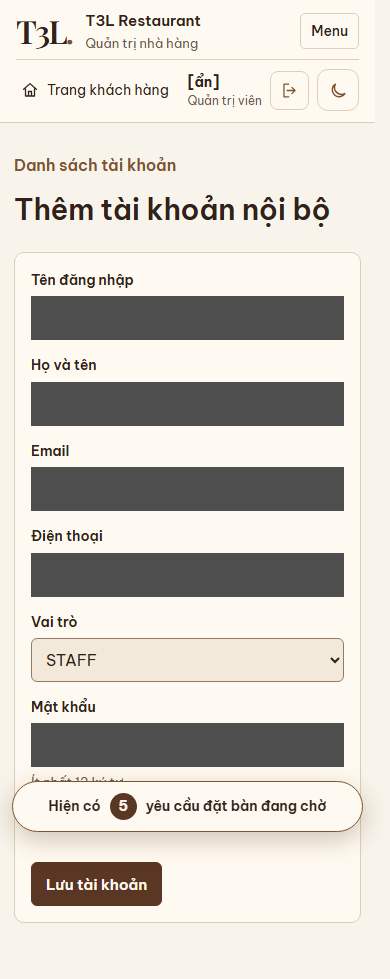 T3L.
T3L Restaurant
Quản trị nhà hàng
Menu
Trang khách hàng
[ẩn]
Quản trị viên
Danh sách tài khoản
Thêm tài khoản nội bộ
Tên đăng nhập
Họ và tên
Email
Điện thoại
Vai trò
STAFF
Mật khẩu
Hiện có 5 yêu cầu đặt bàn đang chờ
Lưu tài khoản